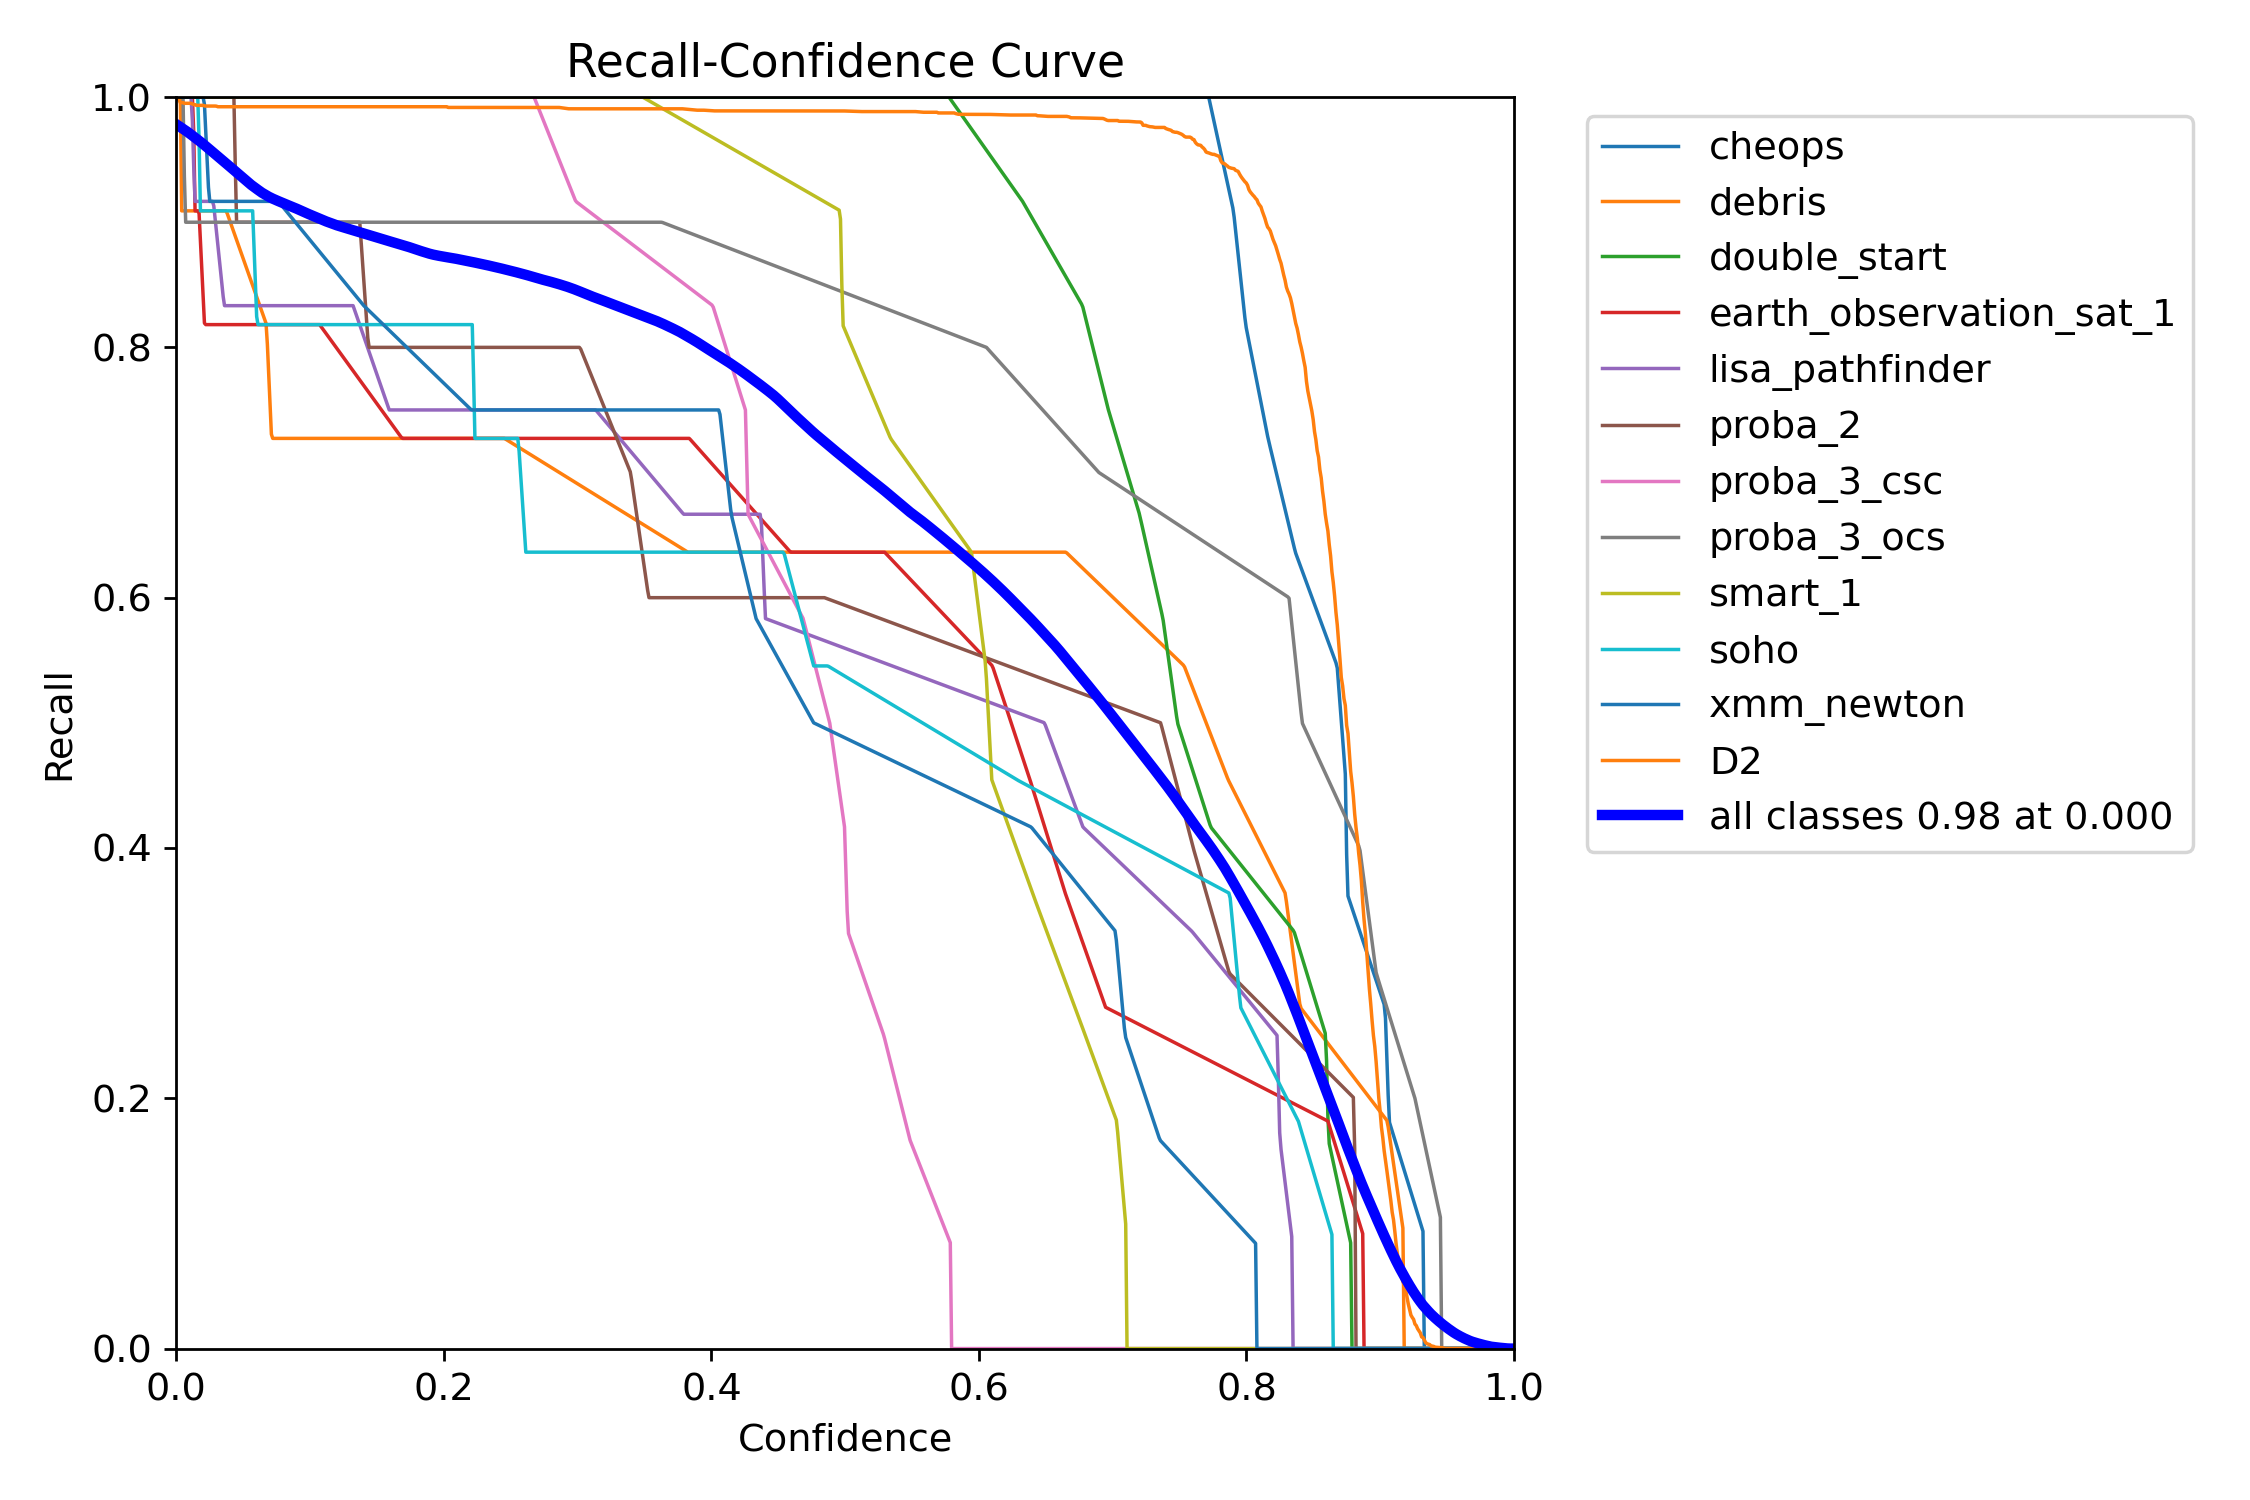 Recall-Confidence Curve
1.0
0.8
0.6
0.4
0.2
0.0
Recall
0.0 0.2 0.4 0.6 0.8 1.0
Confidence
cheops
debris
double_start
earth_observation_sat_1
lisa_pathfinder
proba_2
proba_3_csc
proba_3_ocs
smart_1
soho
xmm_newton
D2
all classes 0.98 at 0.000